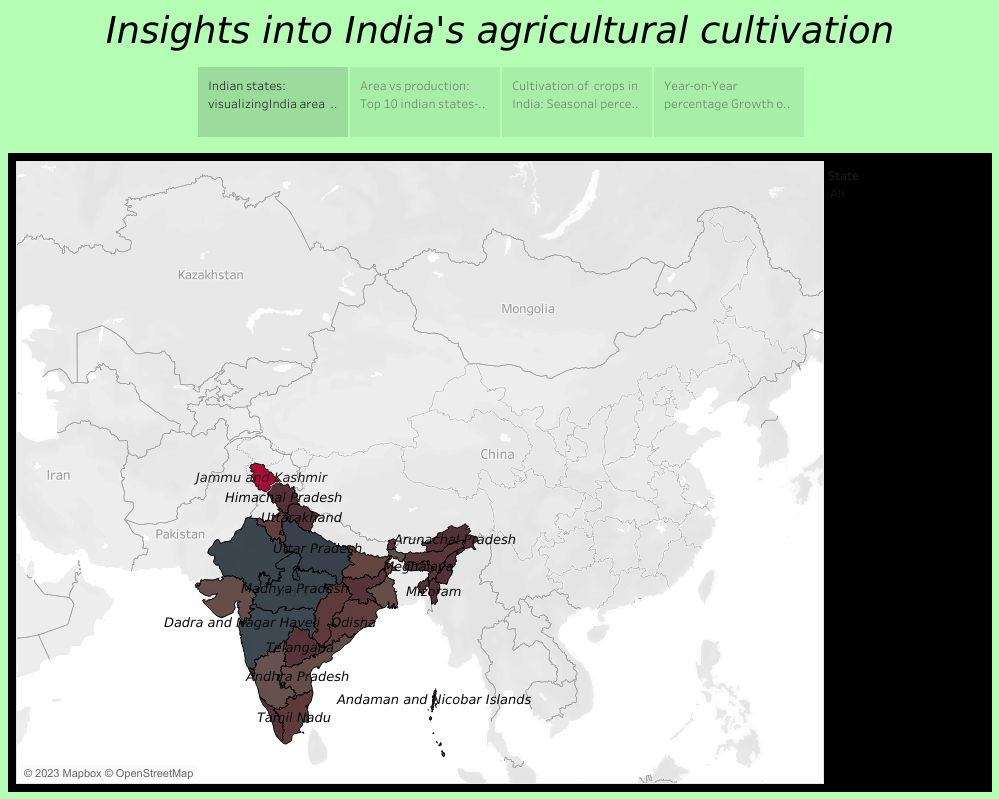 Insights into India's agricultural cultivation
Indian states:
visualizingIndia area ..
Area vs production:
Top 10 indian states-..
Cultivation of crops in
India: Seasonal perce..
Year-on-Year
percentage Growth o..
State
All
Kazakhstan
Mongolia
China
Iran
Pakistan
Jammu and Kashmir
Himachal Pradesh
Uttarakhand
Arunachal Pradesh
Uttar Pradesh
Meghalaya
Madhya Pradesh
Mizoram
Dadra and Nagar Haveli
Odisha
Telangana
Andhra Pradesh
Andaman and Nicobar Islands
Tamil Nadu
© 2023 Mapbox © OpenStreetMap